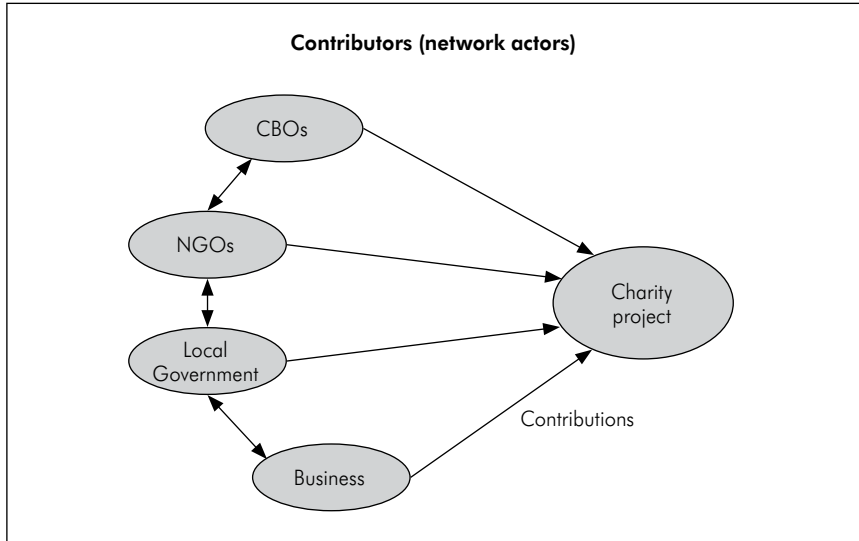 Contributors (network actors)
CBOs
NGOs
Charity
project
Local
Government
Contributions
Business